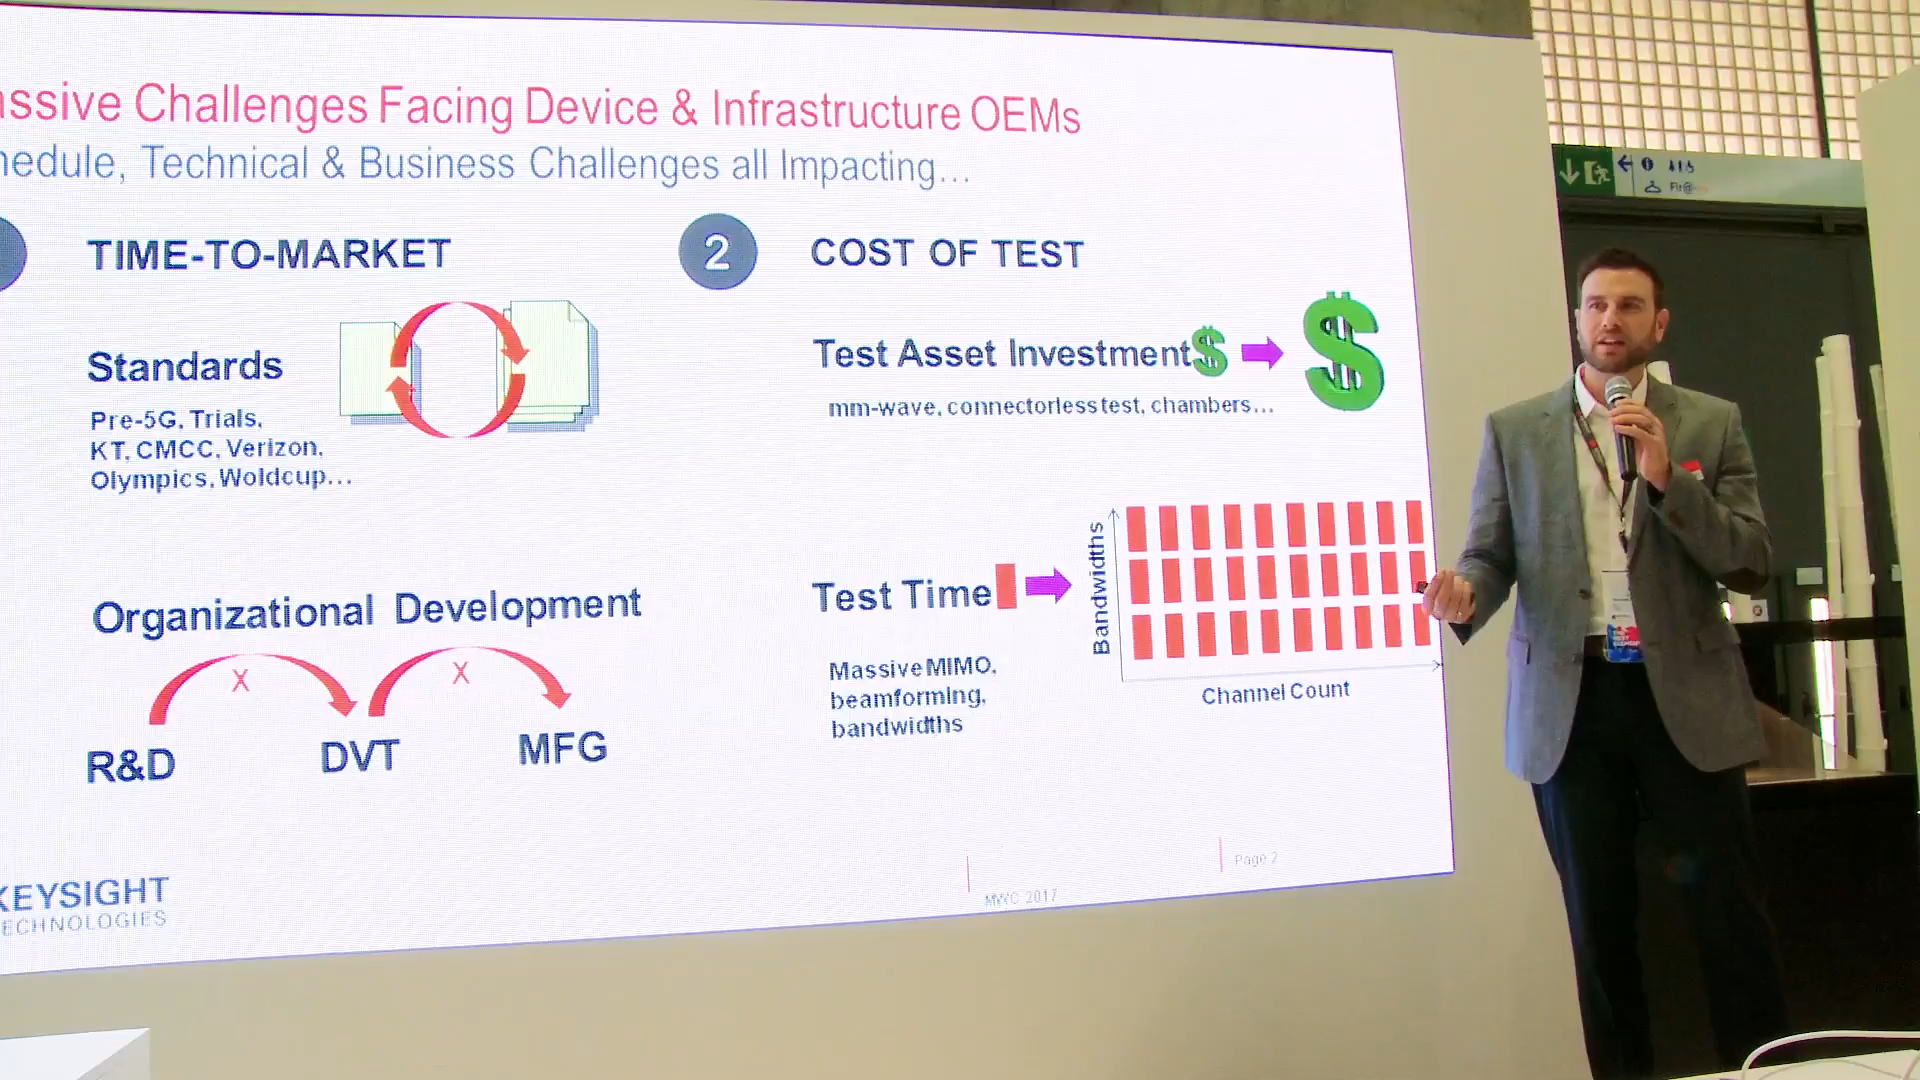 assive Challenges Facing Device & Infrastructure OEMs
hedule, Technical & Business Challenges all Impacting...
TIME-TO-MARKET
Standards
Pre-5G, Trials,
KT, CMCC, Verizon,
Olympics, Woldcup...
Organizational Development
X X
R&D DVT MFG
2 COST OF TEST
Test Asset Investment $ $
mm-wave, connectorless test, chambers...
Test Time
Massive MIMO,
beamforming,
bandwidths
Bandwidths
Channel Count
KEYSIGHT
ECHNOLOGIES
MWC 2017
Page 2